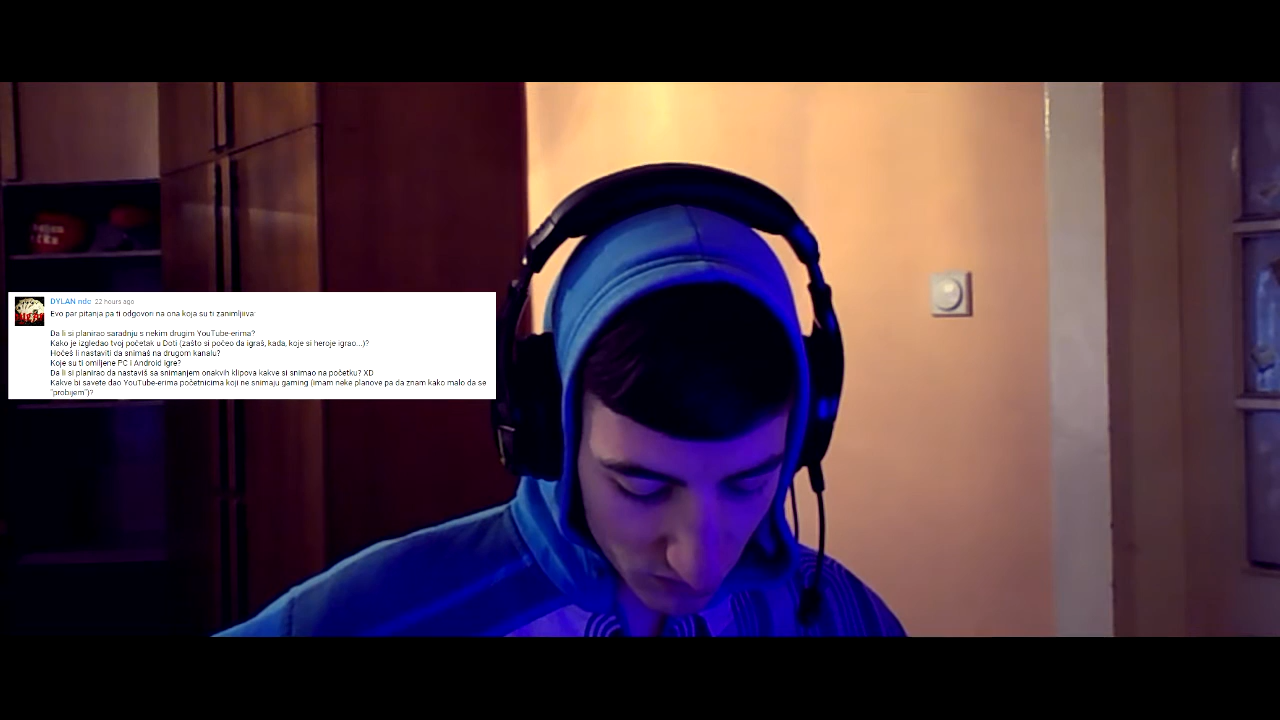 DYLAN ndc 22 hours ago
Evo par pitanja pa ti odgovori na ona koja su ti zanimljiva:
Da li si planirao saradnju s nekim drugim YouTube-erima?
Kako je izgledao tvoj početak u Doti (zašto si počeo da igraš, kada, koje si heroje igrao...)?
Hoćeš li nastaviti da snimaš na drugom kanalu?
Koje su ti omiljene PC i Android igre?
Da li si planirao da nastaviš sa snimanjem onakvih klipova kakve si snimao na početku? XD
Kakve bi savete dao YouTube-erima početnicima koji ne snimaju gaming (imam neke planove pa da znam kako malo da se
"probijem")?